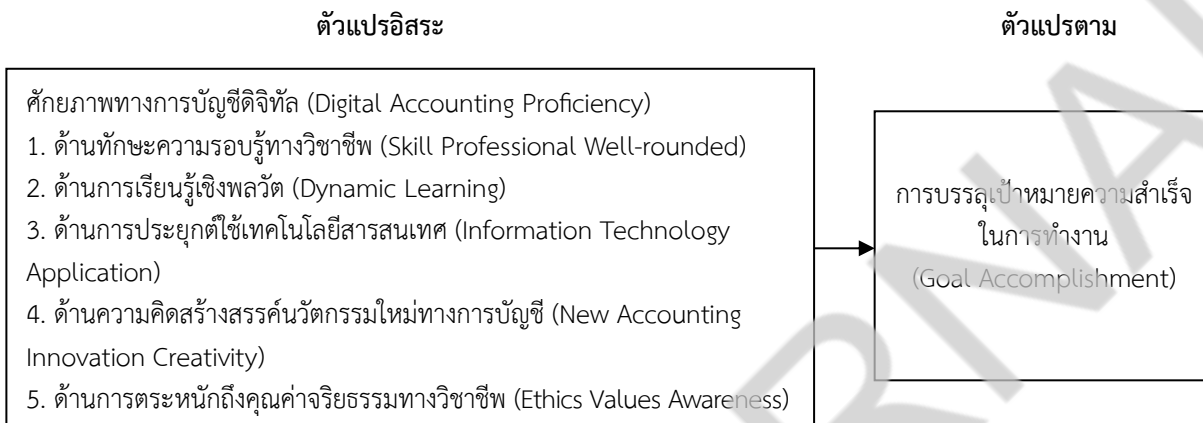 ตัวแปรอิสระ
ตัวแปรตาม
ศักยภาพทางการบัญชีดิจิทัล (Digital Accounting Proficiency)
1. ด้านทักษะความรอบรู้ทางวิชาชีพ (Skill Professional Well-rounded)
2. ด้านการเรียนรู้เชิงพลวัต (Dynamic Learning)
3. ด้านการประยุกต์ใช้เทคโนโลยีสารสนเทศ (Information Technology
Application)
4. ด้านความคิดสร้างสรรค์นวัตกรรมใหม่ทางการบัญชี (New Accounting
Innovation Creativity)
5. ด้านการตระหนักถึงคุณค่าจริยธรรมทางวิชาชีพ (Ethics Values Awareness)
การบรรลุเป้าหมายความสำเร็จ
ในการทำงาน
(Goal Accomplishment)